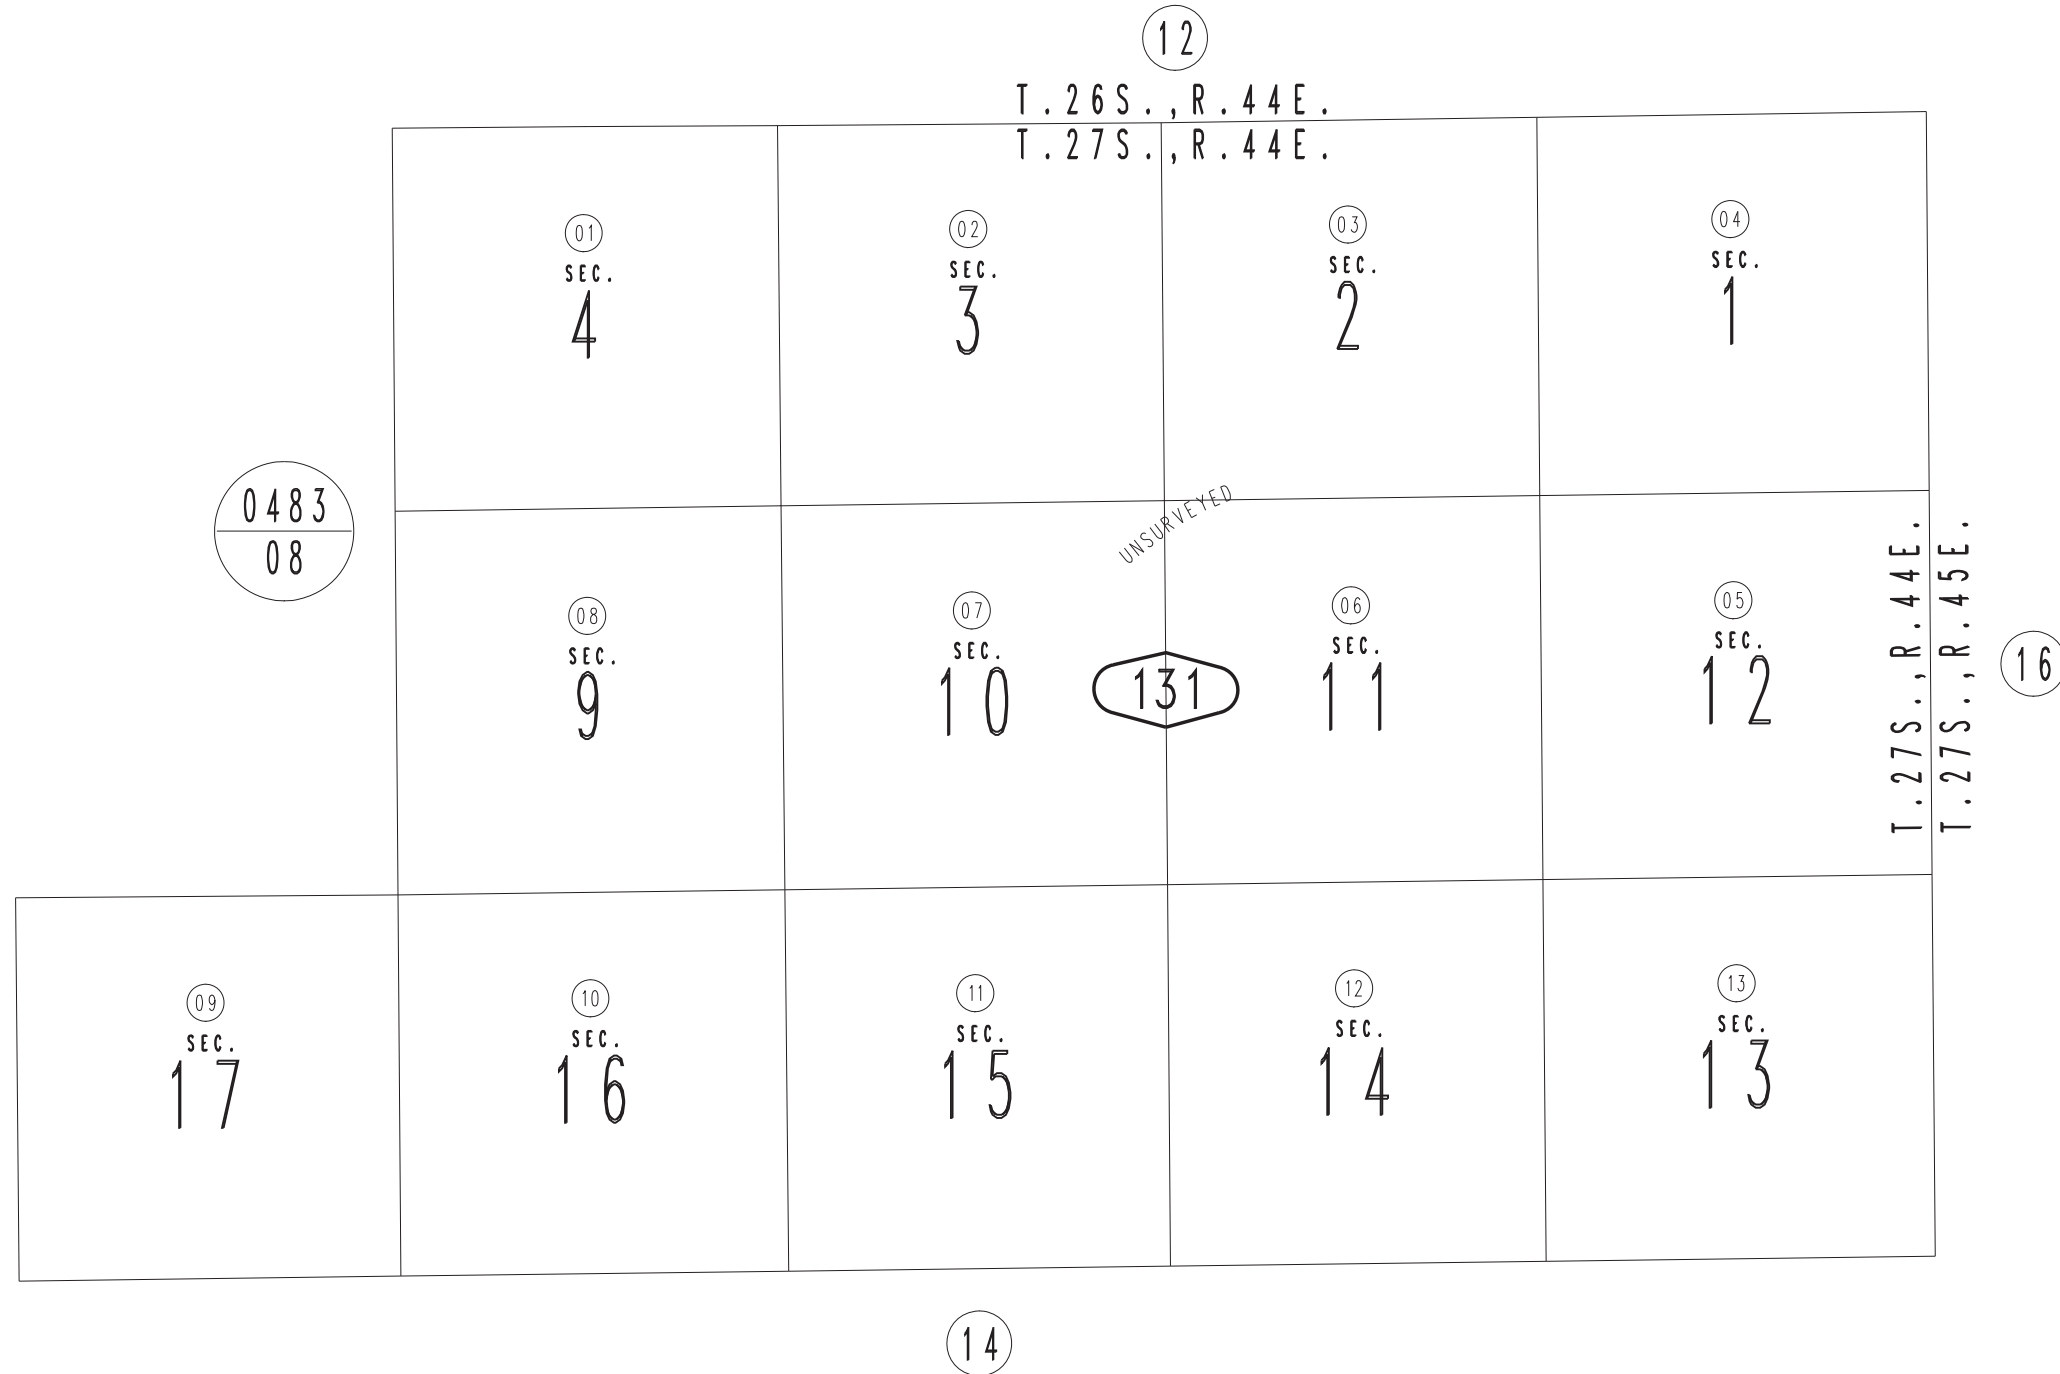 12
T.26S.,R.44E.
T.27S.,R.44E.
01
SEC.
4
02
SEC.
3
03
SEC.
2
04
SEC.
1
0483
08
UNSURVEYED
08
SEC.
9
07
SEC.
10
131
06
SEC.
11
05
SEC.
12
T.27S.,R.44E.
T.27S.,R.45E.
16
09
SEC.
17
10
SEC.
16
11
SEC.
15
12
SEC.
14
13
SEC.
13
14